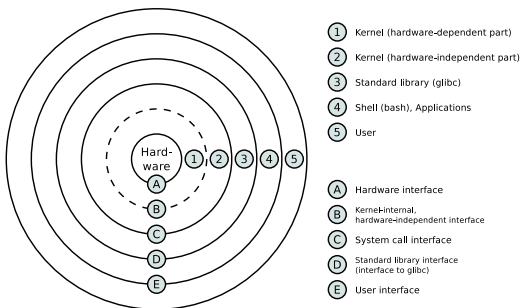 Hard-
ware
1
2
3
4
5
A
B
C
D
E
1 Kernel (hardware-dependent part)
2 Kernel (hardware-independent part)
3 Standard library (glibc)
4 Shell (bash), Applications
5 User
A Hardware interface
B Kernel-internal,
hardware-independent interface
C System call interface
D Standard library interface
(interface to glibc)
E User interface